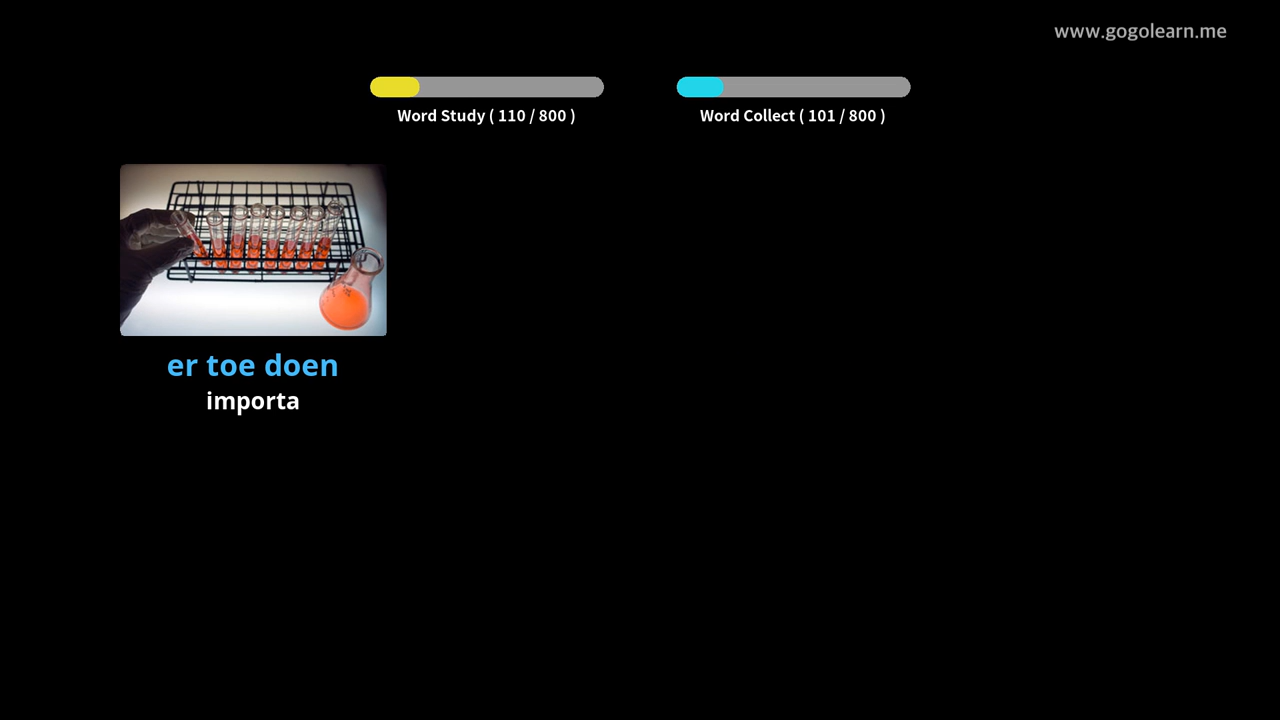 www.gogolearn.me
Word Study ( 110 / 800 )
Word Collect ( 101 / 800 )
er toe doen
importa